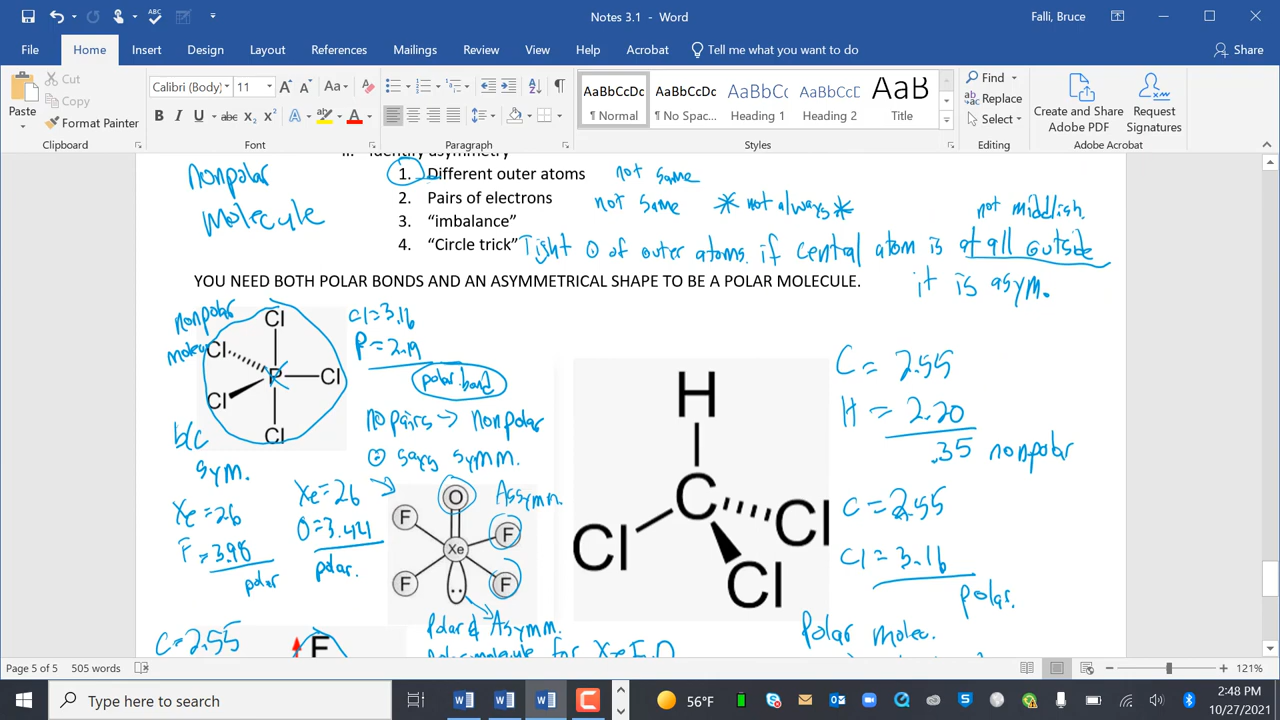 Notes 3.1 - Word
Falli, Bruce
File Home Insert Design Layout References Mailings Review View Help Acrobat Tell me what you want to do Share
Paste
Cut
Copy
Format Painter
Calibri (Body) 11
AaBbCcDc AaBbCcDc AaBbCc AaBbCcD AaB
¶ Normal ¶ No Spac... Heading 1 Heading 2 Title
Find
Replace
Select
Create and Share Adobe PDF
Request Signatures
Clipboard Font Paragraph Styles Editing Adobe Acrobat
Identify asymmetry
nonpolar
molecule
1. Different outer atoms not same
2. Pairs of electrons not same *not always*
3. "imbalance"
not middlish.
4. "Circle trick" Tight ⊙ of outer atoms. if central atom is at all outside
it is asym.
YOU NEED BOTH POLAR BONDS AND AN ASYMMETRICAL SHAPE TO BE A POLAR MOLECULE.
nonpolar
molec
Cl
Cl
P
Cl
Cl
Cl
b/c
sym.
Cl = 3.16
P = 2.19
polar bond
no pairs → nonpolar
⊙ says symm.
Xe = 2.6
F = 3.98
polar
Xe = 2.6
O = 3.44
polar.
Assymm.
O
F
F
Xe
F
F
Polar & Asymm.
H
C
Cl
Cl
Cl
C = 2.55
H = 2.20
.35 nonpolar
C = 2.55
Cl = 3.16
polar.
Polar molec.
C = 2.55
F
molecule for
Page 5 of 5 505 words 121%
Type here to search
56°F
2:48 PM
10/27/2021